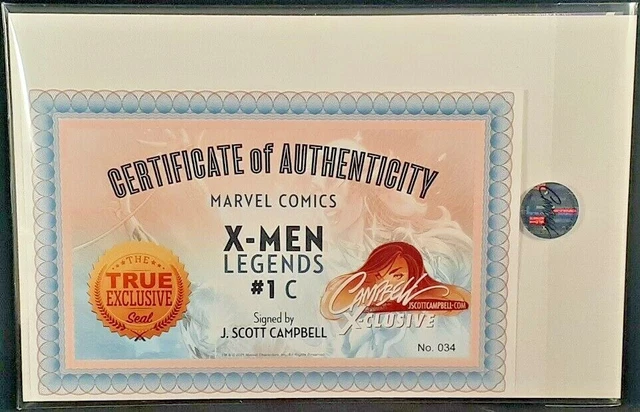 CERTIFICATE of AUTHENTICITY
MARVEL COMICS
X-MEN
LEGENDS
#1 C
Signed by
J. SCOTT CAMPBELL
THE
TRUE
EXCLUSIVE
Seal
CAMPBELL
JSCOTTCAMPBELL.COM
X-CLUSIVE
No. 034